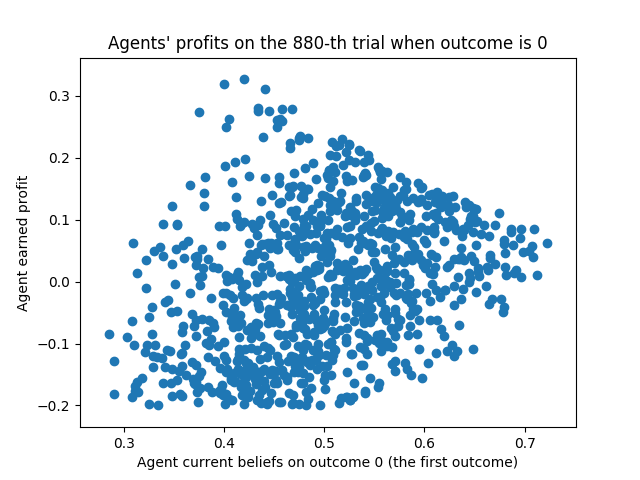 Agents' profits on the 880-th trial when outcome is 0
Agent earned profit
0.3
0.2
0.1
0.0
−0.1
−0.2
0.3 0.4 0.5 0.6 0.7
Agent current beliefs on outcome 0 (the first outcome)